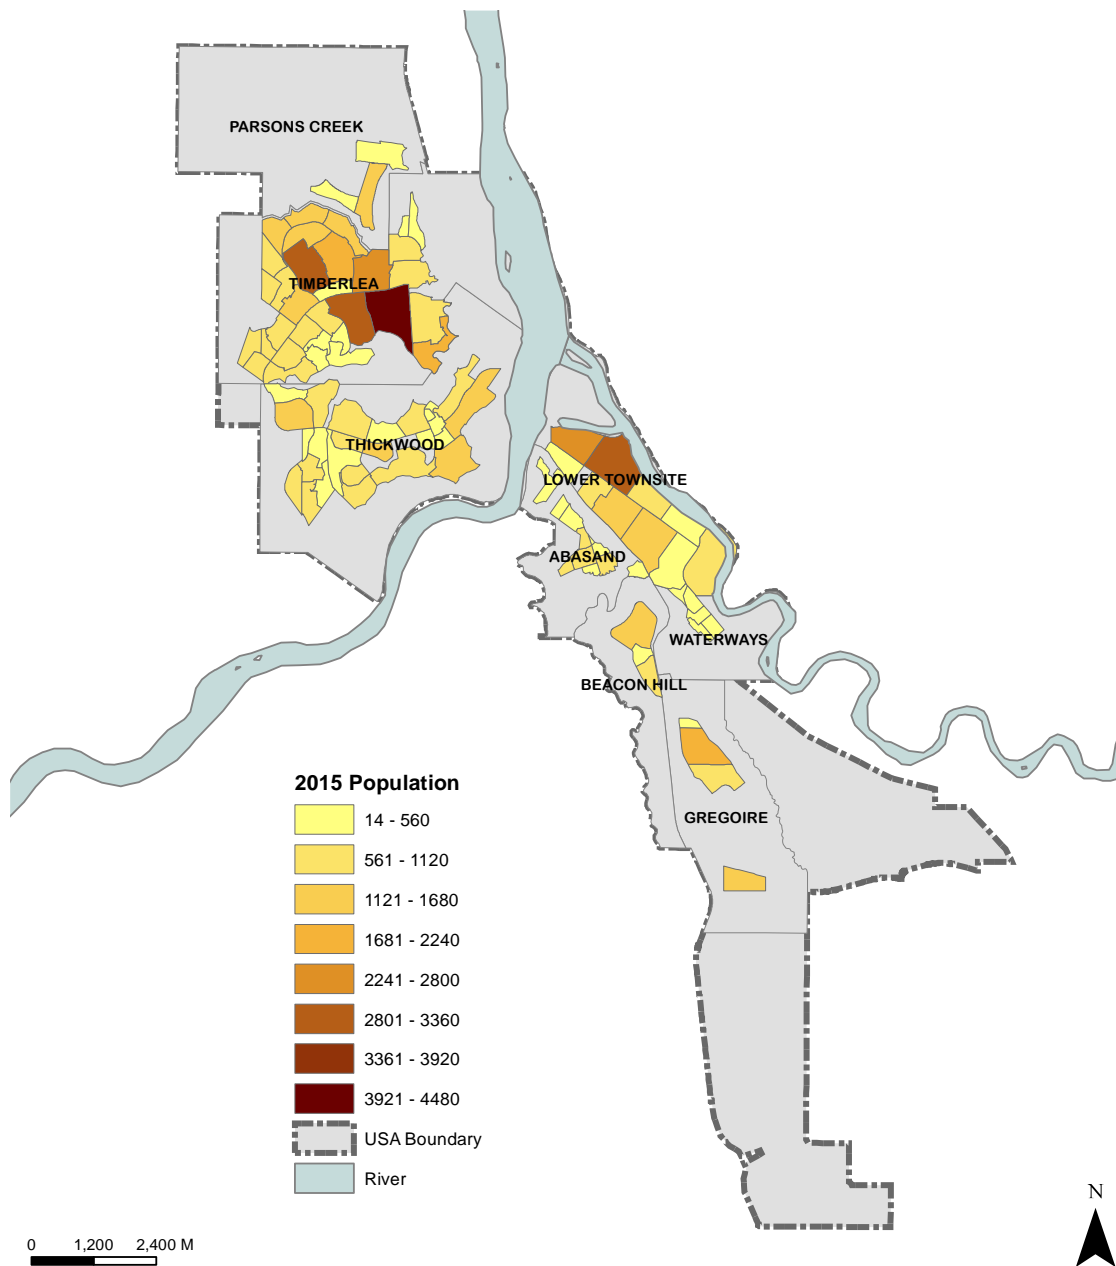 PARSONS CREEK
TIMBERLEA
THICKWOOD
LOWER TOWNSITE
ABASAND
WATERWAYS
BEACON HILL
GREGOIRE
2015 Population
14 - 560
561 - 1120
1121 - 1680
1681 - 2240
2241 - 2800
2801 - 3360
3361 - 3920
3921 - 4480
USA Boundary
River
N
0 1,200 2,400 M